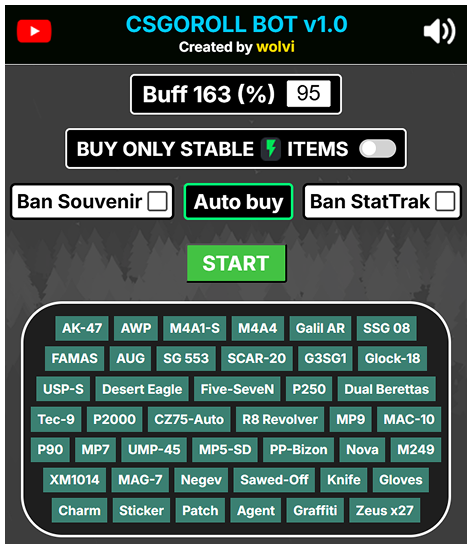 CSGOROLL BOT v1.0
Created by wolvi
Buff 163 (%) 95
BUY ONLY STABLE ITEMS
Ban Souvenir Auto buy Ban StatTrak
START
AK-47 AWP M4A1-S M4A4 Galil AR SSG 08
FAMAS AUG SG 553 SCAR-20 G3SG1 Glock-18
USP-S Desert Eagle Five-SeveN P250 Dual Berettas
Tec-9 P2000 CZ75-Auto R8 Revolver MP9 MAC-10
P90 MP7 UMP-45 MP5-SD PP-Bizon Nova M249
XM1014 MAG-7 Negev Sawed-Off Knife Gloves
Charm Sticker Patch Agent Graffiti Zeus x27